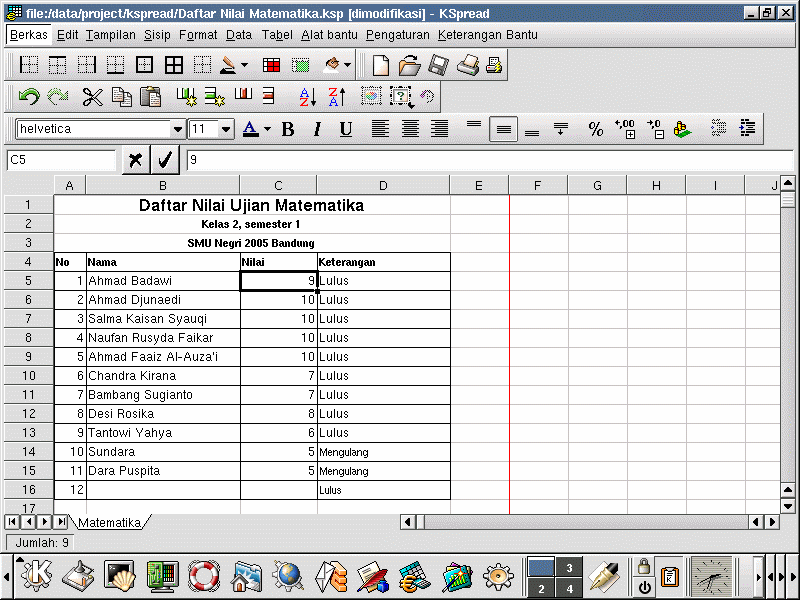 file:/data/project/kspread/Daftar Nilai Matematika.ksp [dimodifikasi] - KSpread
Berkas Edit Tampilan Sisip Format Data Tabel Alat bantu Pengaturan Keterangan Bantu
helvetica 11 A B I U % ,00 ,0
C5 9
A B C D E F G H I J
1 Daftar Nilai Ujian Matematika
2 Kelas 2, semester 1
3 SMU Negri 2005 Bandung
4 No Nama Nilai Keterangan
5 1 Ahmad Badawi 9 Lulus
6 2 Ahmad Djunaedi 10 Lulus
7 3 Salma Kaisan Syauqi 10 Lulus
8 4 Naufan Rusyda Faikar 10 Lulus
9 5 Ahmad Faaiz Al-Auza'i 10 Lulus
10 6 Chandra Kirana 7 Lulus
11 7 Bambang Sugianto 7 Lulus
12 8 Desi Rosika 8 Lulus
13 9 Tantowi Yahya 6 Lulus
14 10 Sundara 5 Mengulang
15 11 Dara Puspita 5 Mengulang
16 12 Lulus
17
Matematika
Jumlah: 9
3
2 4